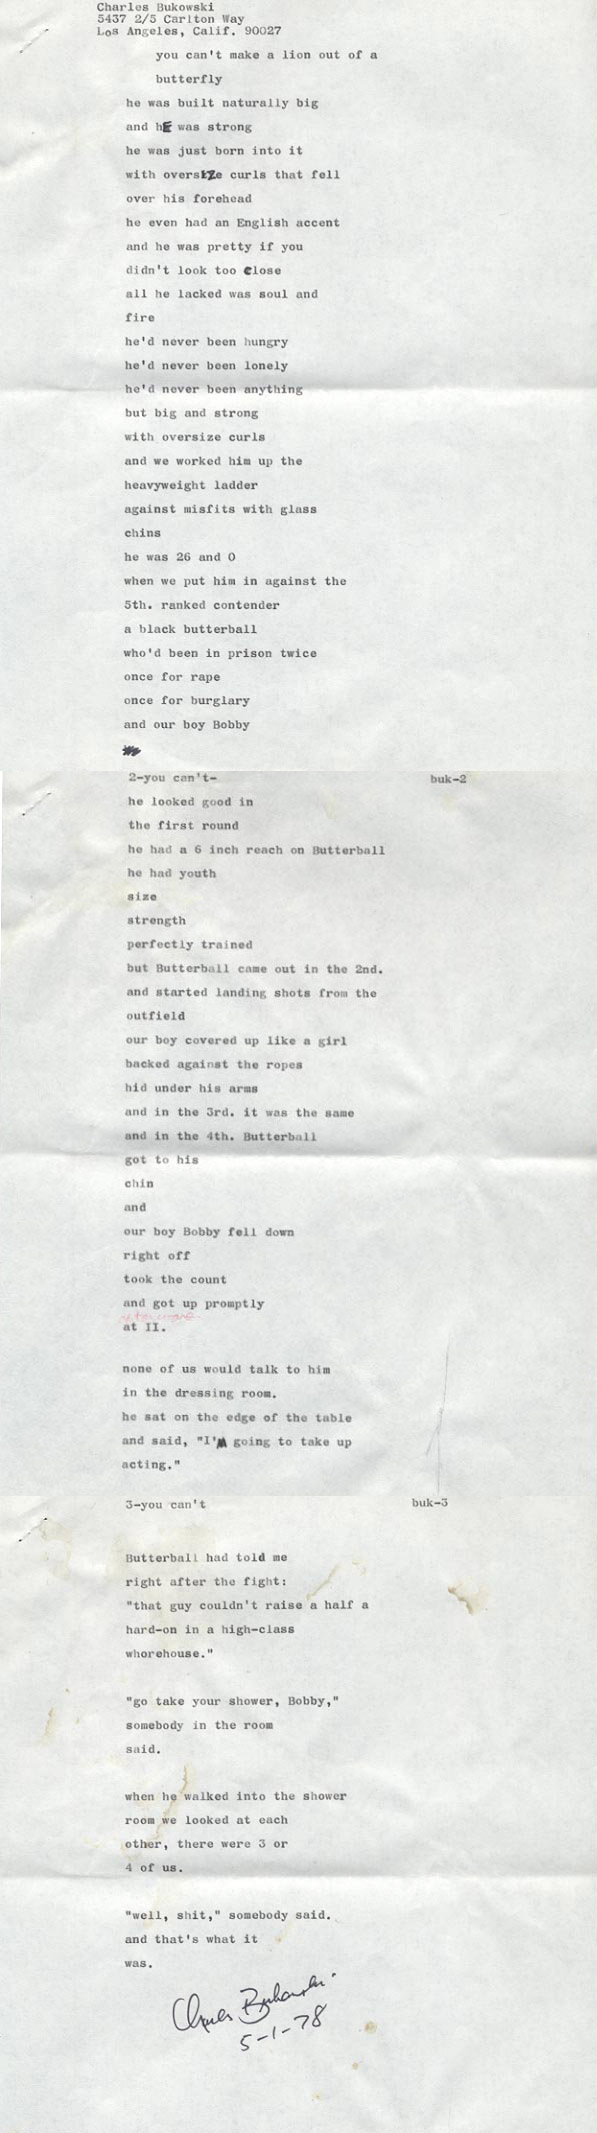 Charles Bukowski
5437 2/5 Carlton Way
Los Angeles, Calif. 90027
you can't make a lion out of a
butterfly
he was built naturally big
and hE was strong
he was just born into it
with oversIZe curls that fell
over his forehead
he even had an English accent
and he was pretty if you
didn't look too Close
all he lacked was soul and
fire
he'd never been hungry
he'd never been lonely
he'd never been anything
but big and strong
with oversize curls
and we worked him up the
heavyweight ladder
against misfits with glass
chins
he was 26 and 0
when we put him in against the
5th. ranked contender
a black butterball
who'd been in prison twice
once for rape
once for burglary
and our boy Bobby
2-you can't- buk-2
he looked good in
the first round
he had a 6 inch reach on Butterball
he had youth
size
strength
perfectly trained
but Butterball came out in the 2nd.
and started landing shots from the
outfield
our boy covered up like a girl
backed against the ropes
hid under his arms
and in the 3rd. it was the same
and in the 4th. Butterball
got to his
chin
and
our boy Bobby fell down
right off
took the count
and got up promptly
at II.
none of us would talk to him
in the dressing room.
he sat on the edge of the table
and said, "I'M going to take up
acting."
3-you can't buk-3
Butterball had told me
right after the fight:
"that guy couldn't raise a half a
hard-on in a high-class
whorehouse."
"go take your shower, Bobby,"
somebody in the room
said.
when he walked into the shower
room we looked at each
other, there were 3 or
4 of us.
"well, shit," somebody said.
and that's what it
was.
Charles Bukowski
5-1-78